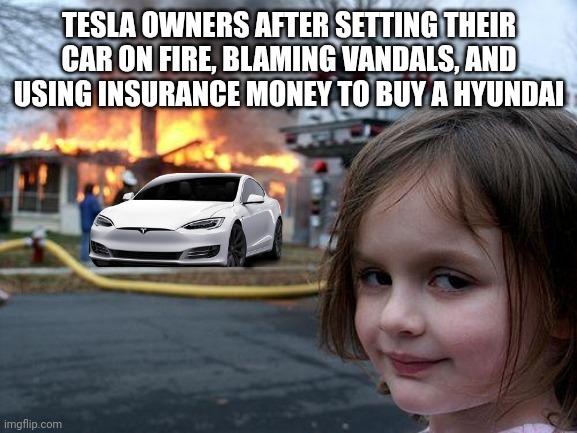 TESLA OWNERS AFTER SETTING THEIR
CAR ON FIRE, BLAMING VANDALS, AND
USING INSURANCE MONEY TO BUY A HYUNDAI
imgflip.com